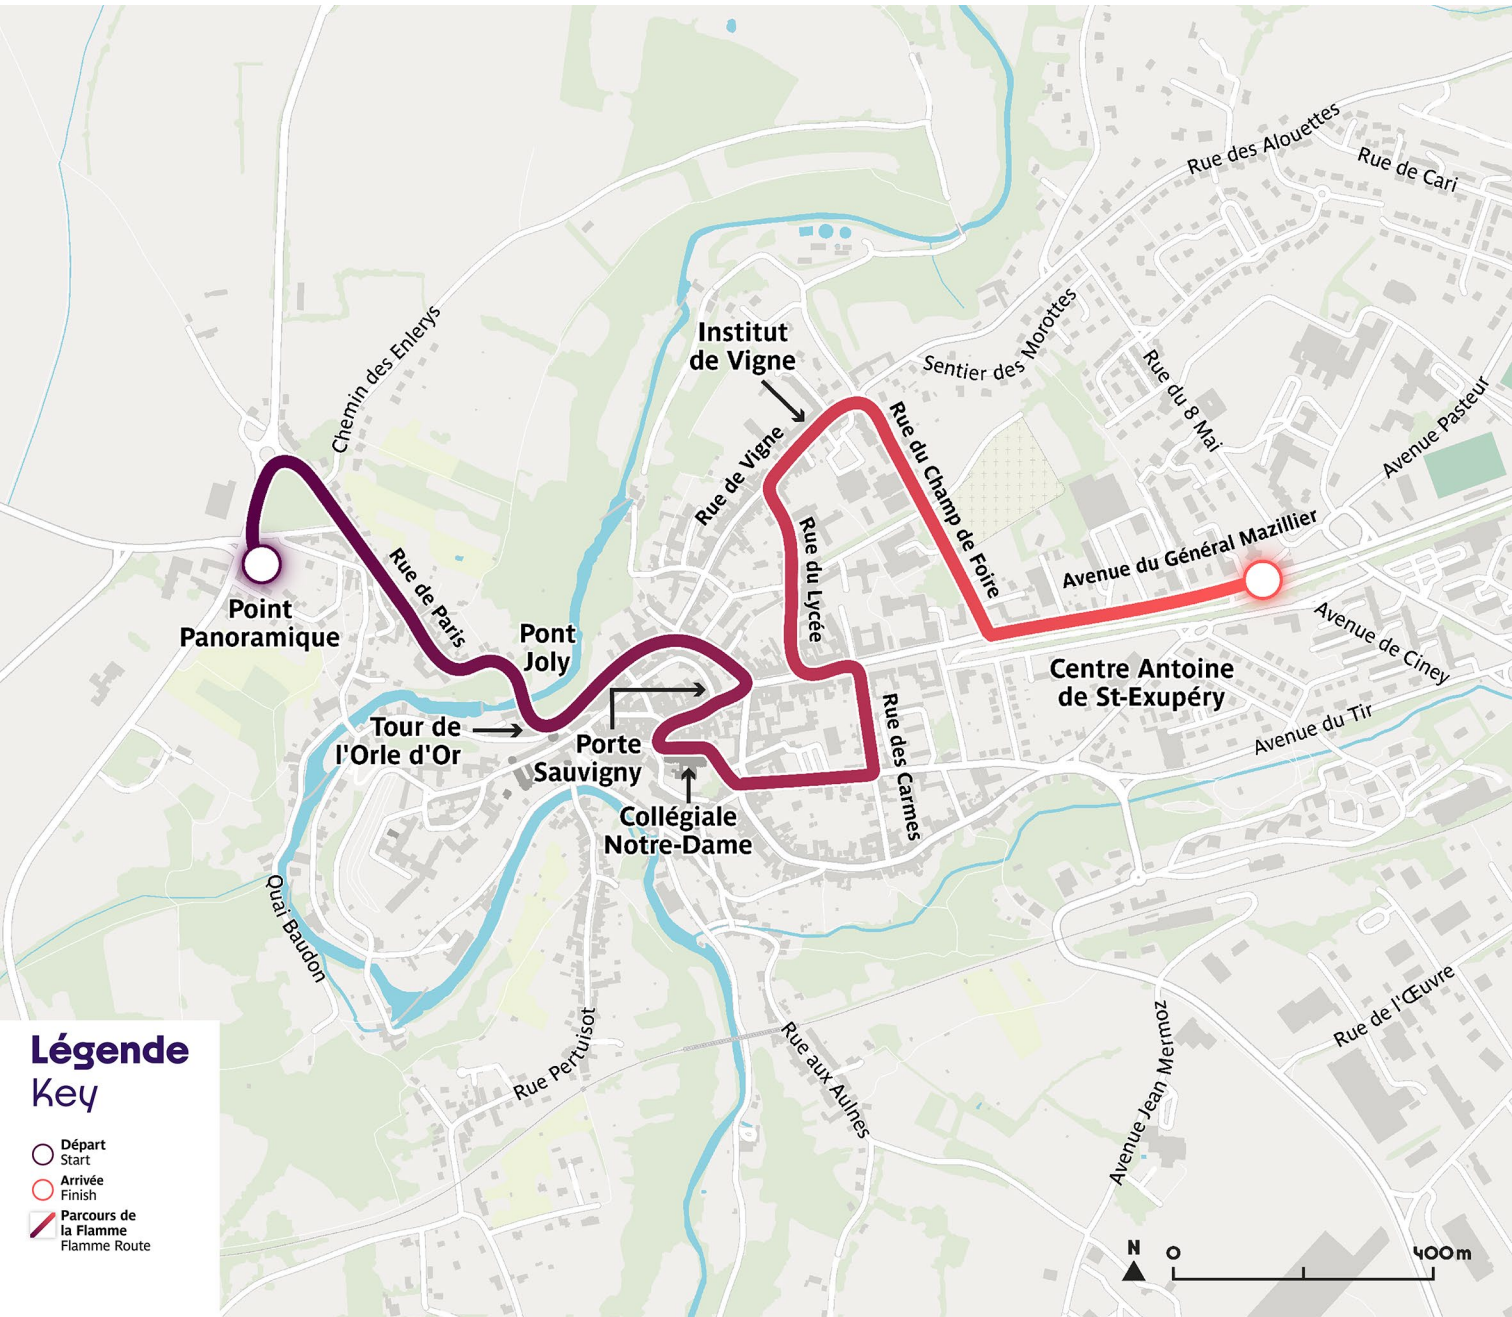 Rue des Alouettes
Rue de Cari
Chemin des Enlerys
Institut
de Vigne
Sentier des Morottes
Rue du 8 Mai
Avenue Pasteur
Rue de Vigne
Rue du Champ de Foire
Rue du Lycée
Avenue du Général Mazillier
Rue de Paris
Point
Panoramique
Pont
Joly
Avenue de Ciney
Centre Antoine
de St-Exupéry
Tour de
l'Orle d'Or
Porte
Sauvigny
Rue des Carmes
Avenue du Tir
Collégiale
Notre-Dame
Quai Baudon
Rue Pertuisot
Rue aux Aulnes
Avenue Jean Mermoz
Rue de l'Œuvre
Légende
Key
Départ
Start
Arrivée
Finish
Parcours de
la Flamme
Flamme Route
N
0
400m